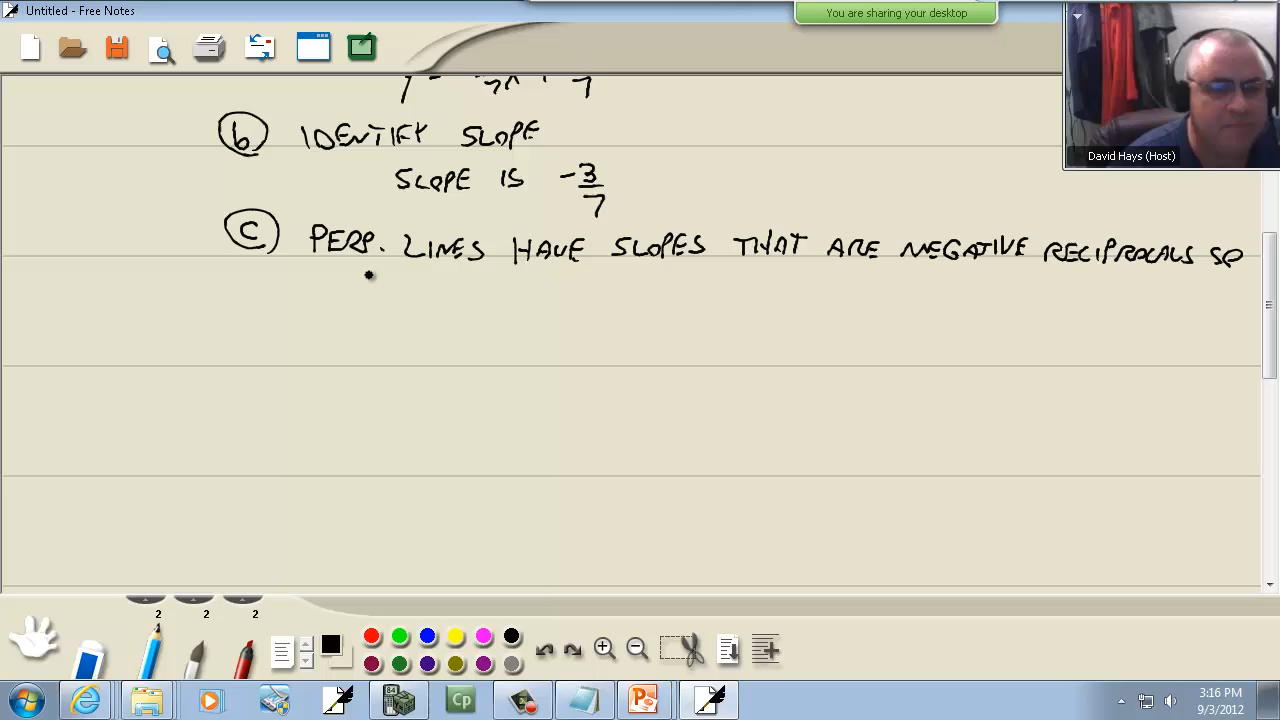 Untitled - Free Notes
You are sharing your desktop
David Hays (Host)
b IDENTIFY SLOPE
SLOPE IS -3/7
C PERP. LINES HAVE SLOPES THAT ARE NEGATIVE RECIPROCALS SO
2 2 2
Cp
3:16 PM
9/3/2012